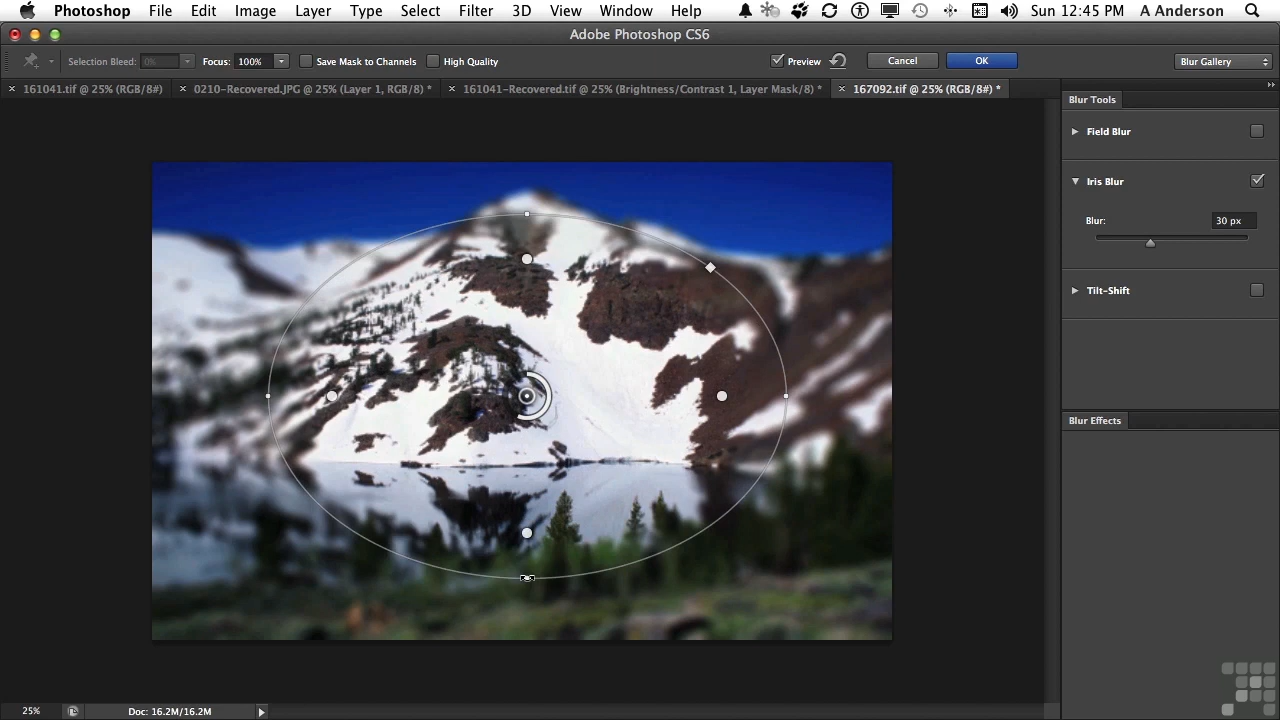 Photoshop File Edit Image Layer Type Select Filter 3D View Window Help Sun 12:45 PM A Anderson
Adobe Photoshop CS6
Selection Bleed: 0% Focus: 100% Save Mask to Channels High Quality Preview Cancel OK Blur Gallery
161041.tif @ 25% (RGB/8#) 0210-Recovered.JPG @ 25% (Layer 1, RGB/8) * 161041-Recovered.tif @ 25% (Brightness/Contrast 1, Layer Mask/8) * 167092.tif @ 25% (RGB/8#) *
Blur Tools
Field Blur
Iris Blur
Blur: 30 px
Tilt-Shift
Blur Effects
25% Doc: 16.2M/16.2M